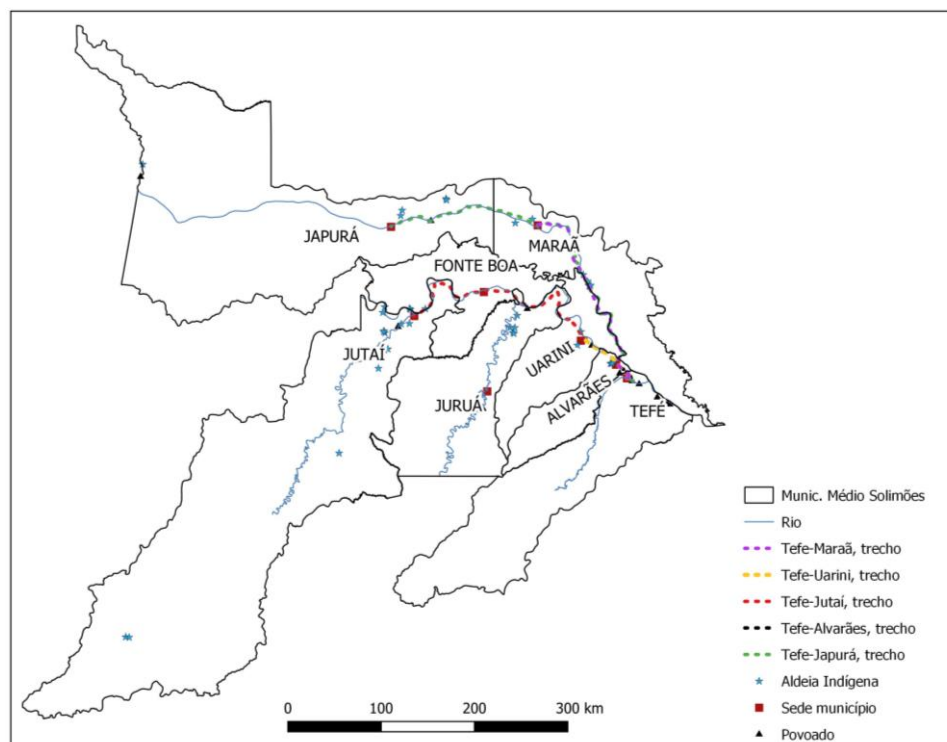 JAPURÁ
MARAÃ
FONTE BOA
JUTAÍ
UARINI
JURUÁ
ALVARÃES
TEFÉ
Munic. Médio Solimões
Rio
Tefe-Maraã, trecho
Tefe-Uarini, trecho
Tefe-Jutaí, trecho
Tefe-Alvarães, trecho
Tefe-Japurá, trecho
Aldeia Indígena
Sede município
Povoado
0 100 200 300 km